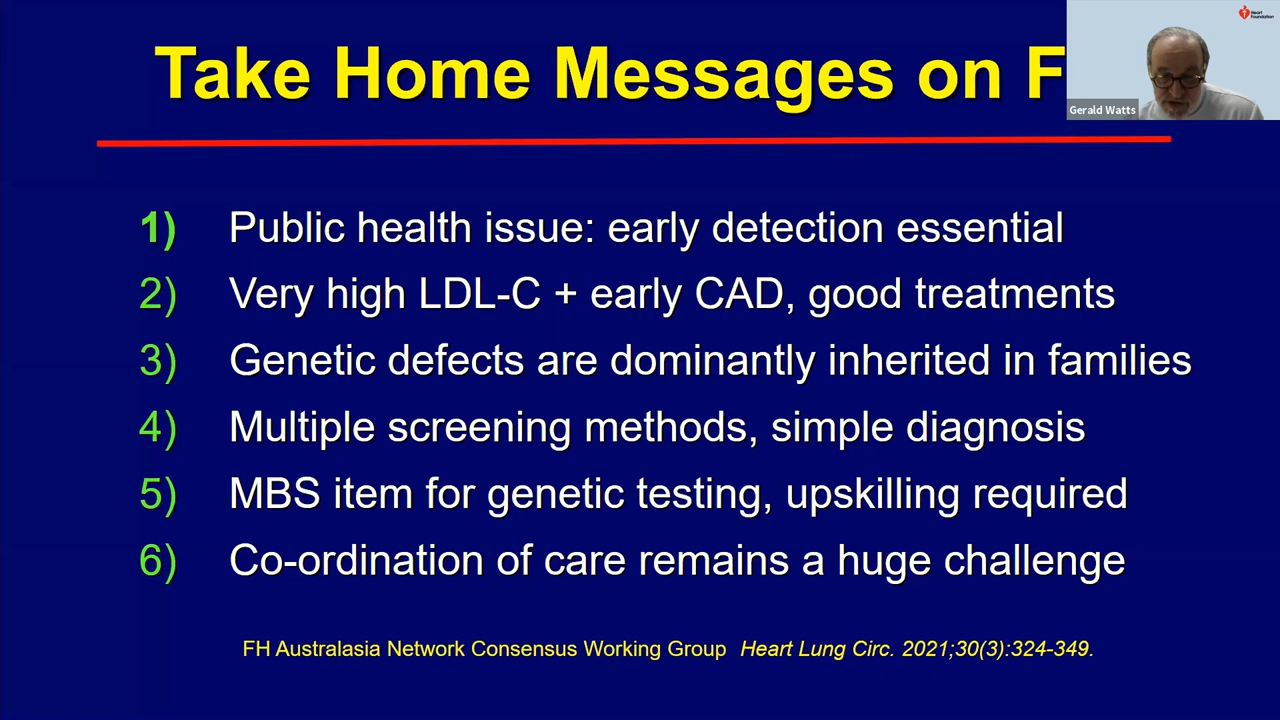 Take Home Messages on F
Heart
Foundation
Gerald Watts
1) Public health issue: early detection essential
2) Very high LDL-C + early CAD, good treatments
3) Genetic defects are dominantly inherited in families
4) Multiple screening methods, simple diagnosis
5) MBS item for genetic testing, upskilling required
6) Co-ordination of care remains a huge challenge
FH Australasia Network Consensus Working Group Heart Lung Circ. 2021;30(3):324-349.